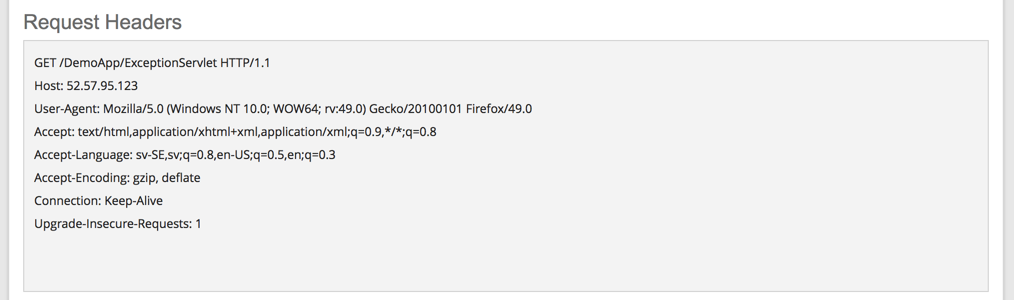 Request Headers
GET /DemoApp/ExceptionServlet HTTP/1.1
Host: 52.57.95.123
User-Agent: Mozilla/5.0 (Windows NT 10.0; WOW64; rv:49.0) Gecko/20100101 Firefox/49.0
Accept: text/html,application/xhtml+xml,application/xml;q=0.9,*/*;q=0.8
Accept-Language: sv-SE,sv;q=0.8,en-US;q=0.5,en;q=0.3
Accept-Encoding: gzip, deflate
Connection: Keep-Alive
Upgrade-Insecure-Requests: 1